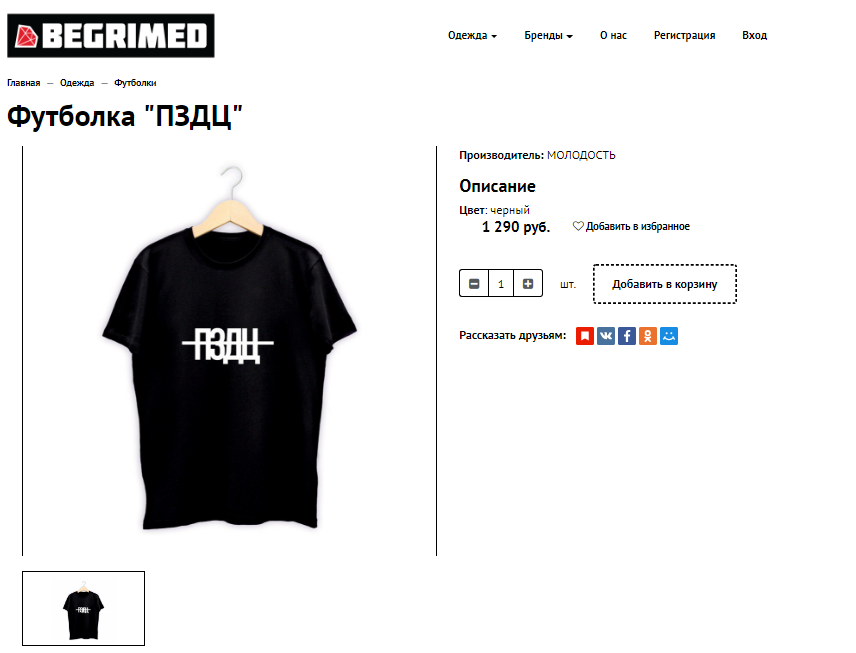 BEGRIMED
Одежда Бренды О нас Регистрация Вход
Главная — Одежда — Футболки
Футболка "ПЗДЦ"
Производитель: МОЛОДОСТЬ
Описание
Цвет: черный
1 290 руб. Добавить в избранное
1 шт. Добавить в корзину
Рассказать друзьям:
ПЗДЦ
ПЗДЦ